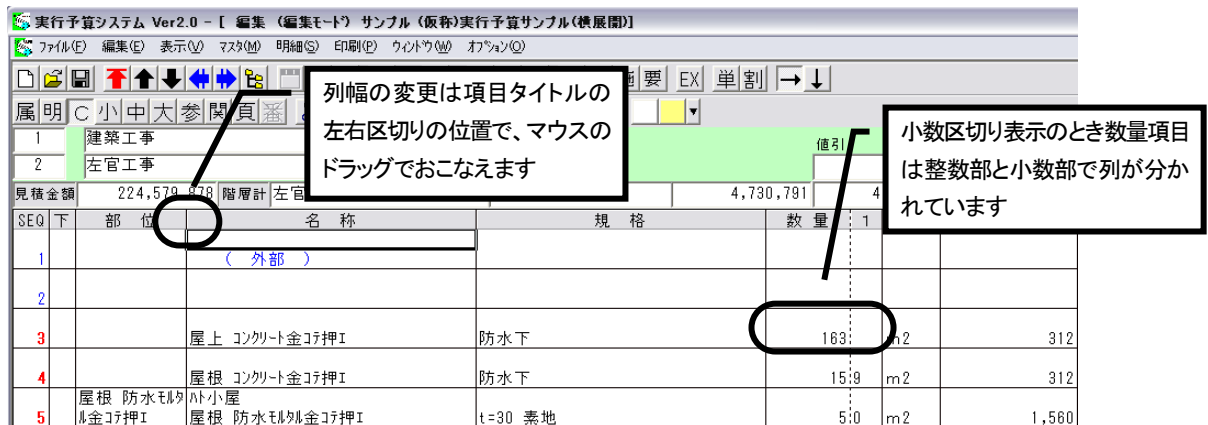 実行予算システム Ver2.0 - [ 編集 (編集ﾓｰﾄﾞ) サンプル (仮称)実行予算サンプル(横展開)]
ﾌｧｲﾙ(F) 編集(E) 表示(V) ﾏｽﾀ(M) 明細(S) 印刷(P) ｳｨﾝﾄﾞｳ(W) ｵﾌﾟｼｮﾝ(O)
要 EX 単 割
属 明 C 小 中 大 参 関 頁 番
列幅の変更は項目タイトルの
左右区切りの位置で、マウスの
ドラッグでおこなえます
小数区切り表示のとき数量項目
は整数部と小数部で列が分か
れています
1 建築工事 値引
2 左官工事
見積金額 224,579,878 階層計 左官 4,730,791 4
SEQ 下 部 位 名 称 規 格 数 量 1
1 ( 外部 )
2
3 屋上 ｺﾝｸﾘｰﾄ金ｺﾃ押ｴ 防水下 163 m2 312
4 屋根 ｺﾝｸﾘｰﾄ金ｺﾃ押ｴ 防水下 15 9 m2 312
屋根 防水ﾓﾙﾀ ﾊﾄ小屋
5 ﾙ金ｺﾃ押ｴ 屋根 防水ﾓﾙﾀﾙ金ｺﾃ押ｴ t=30 素地 5 0 m2 1,560